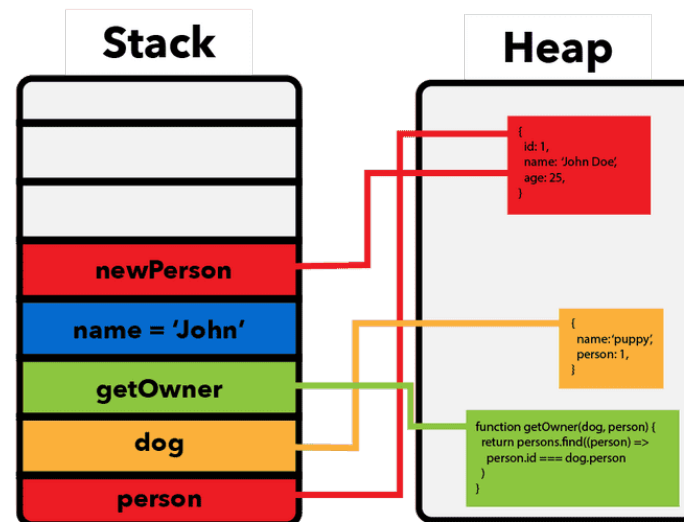 Stack
newPerson
name = ‘John’
getOwner
dog
person
Heap
{
id: 1,
name: ‘John Doe’,
age: 25,
}
{
name:‘puppy’,
person: 1,
}
function getOwner(dog, person) {
return persons.find((person) =>
person.id === dog.person
)
}